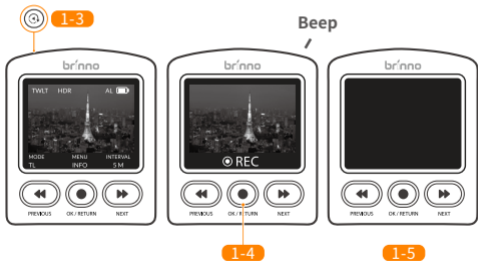 1-3
Beep
brinno
TWLT HDR AL
MODE MENU INTERVAL
TL INFO 5 M
PREVIOUS OK / RETURN NEXT
brinno
REC
PREVIOUS OK / RETURN NEXT
1-4
brinno
PREVIOUS OK / RETURN NEXT
1-5